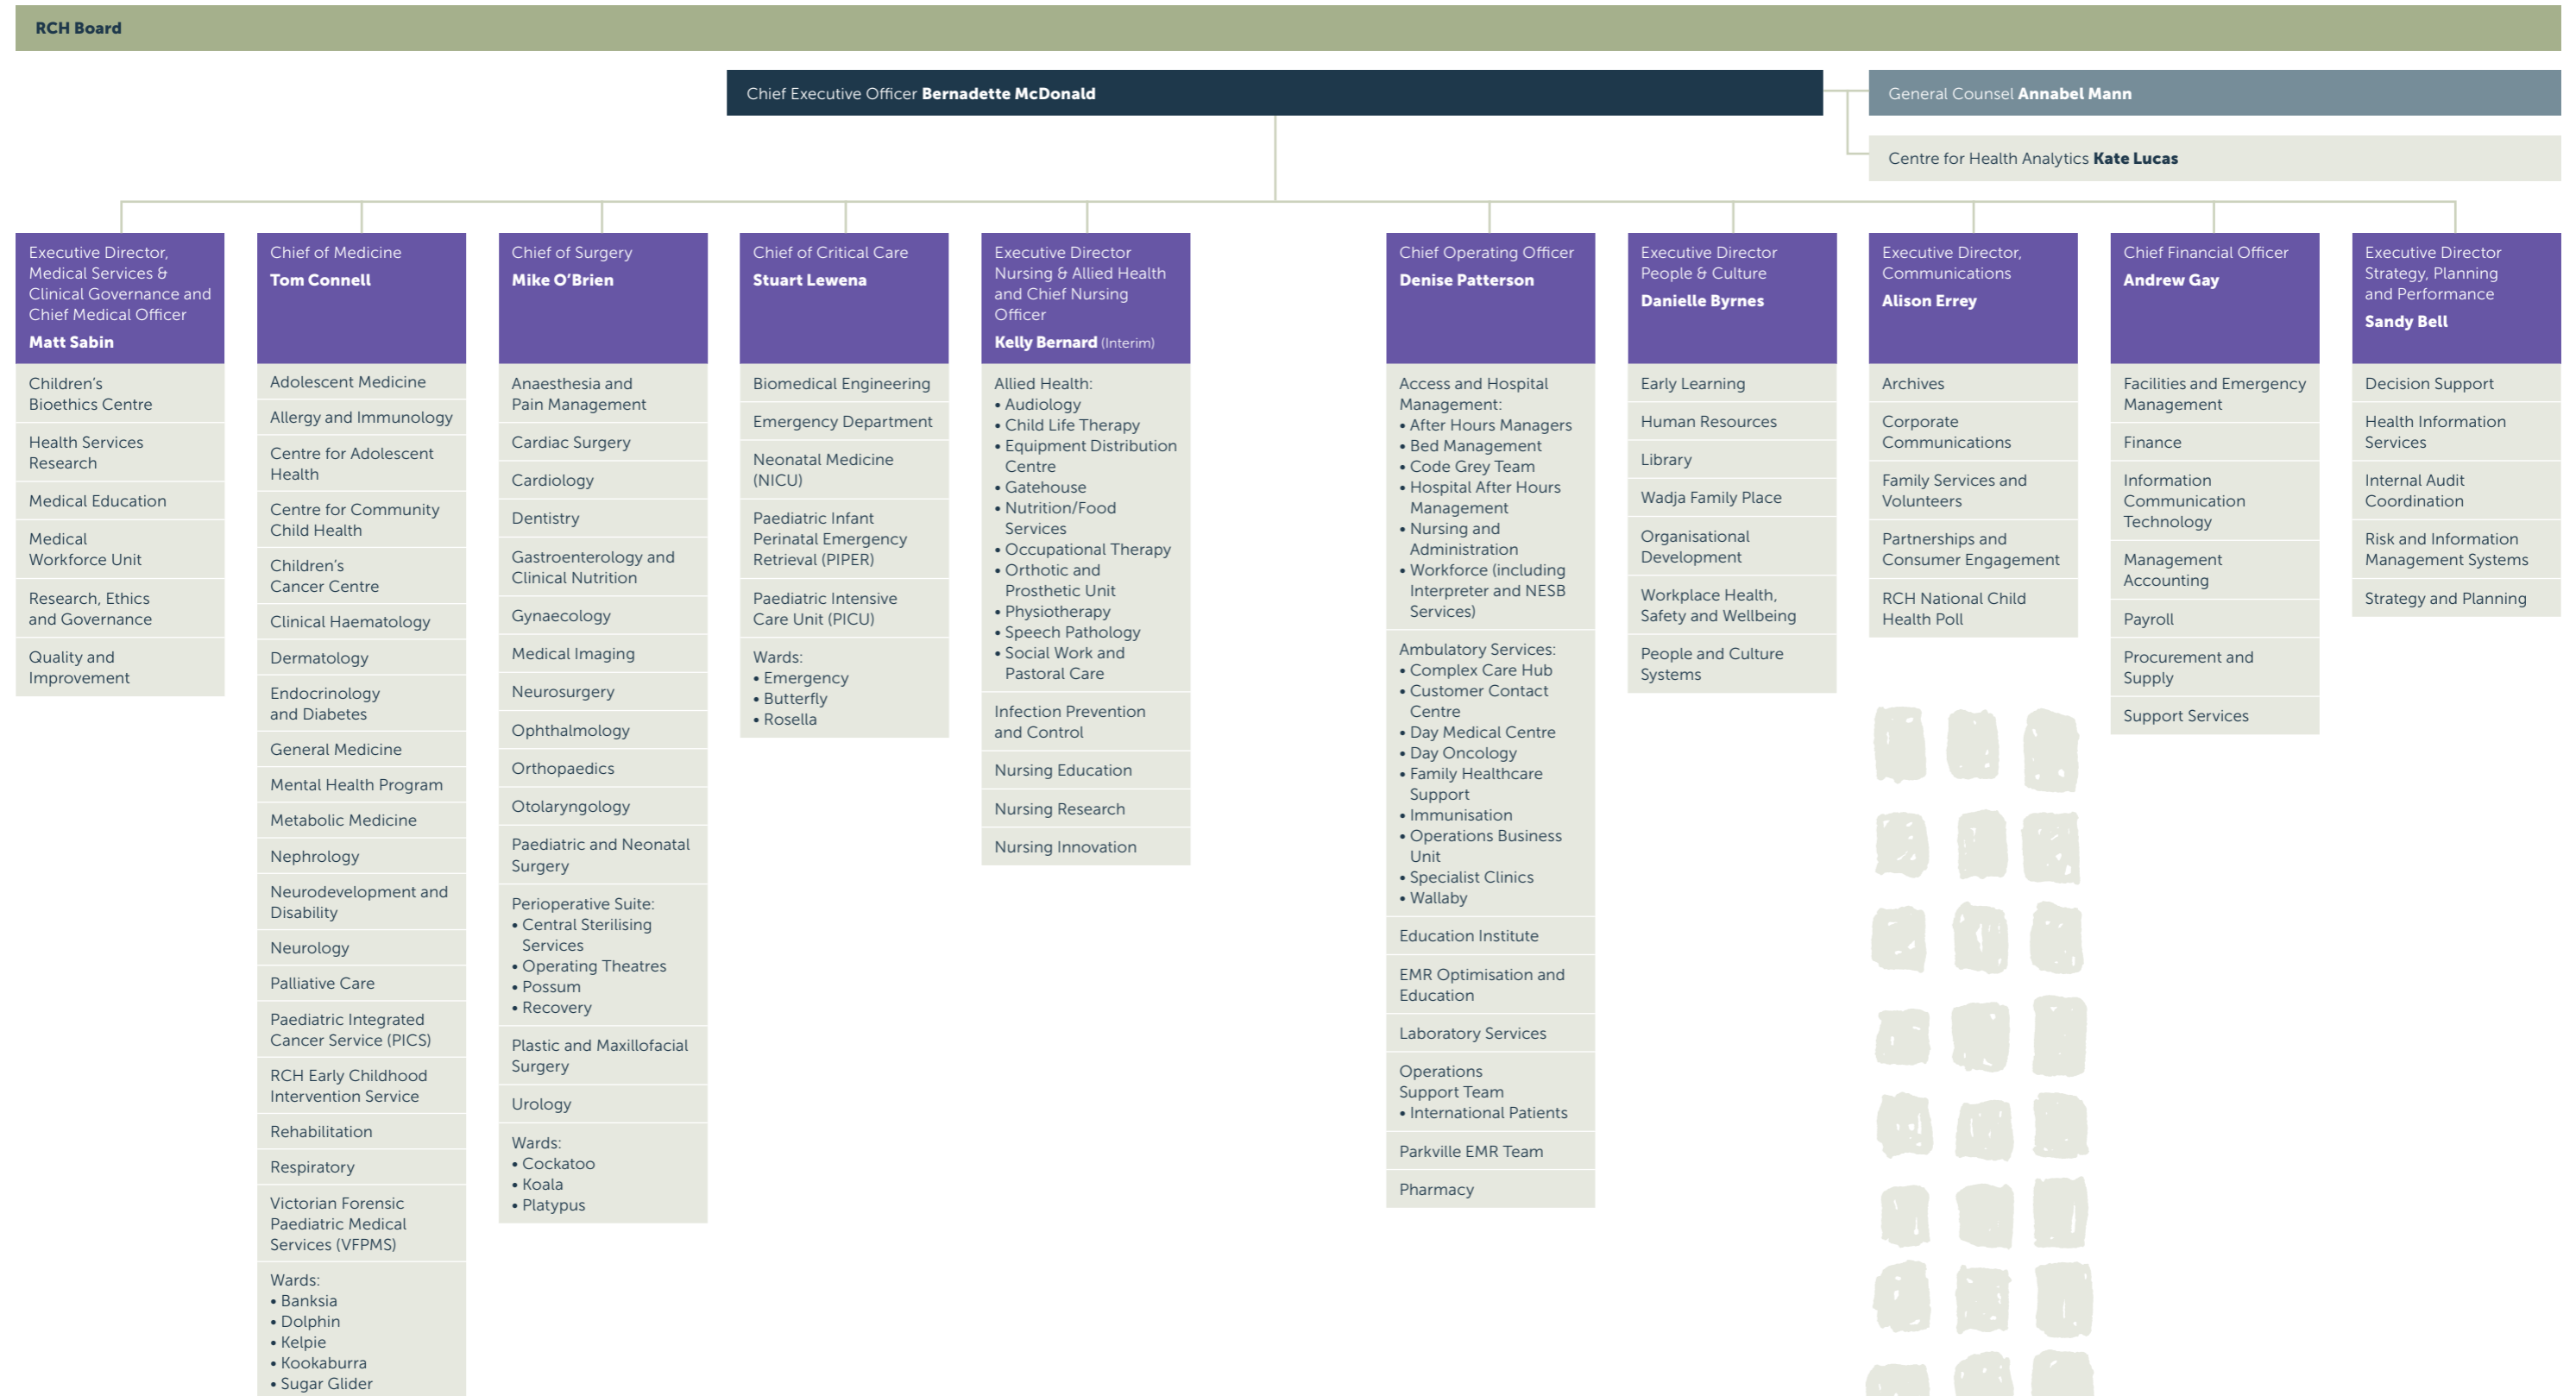 RCH Board
Chief Executive Officer Bernadette McDonald
General Counsel Annabel Mann
Centre for Health Analytics Kate Lucas
Executive Director,
Medical Services &
Clinical Governance and
Chief Medical Officer
Matt Sabin
Children's
Bioethics Centre
Health Services
Research
Medical Education
Medical
Workforce Unit
Research, Ethics
and Governance
Quality and
Improvement
Chief of Medicine
Tom Connell
Adolescent Medicine
Allergy and Immunology
Centre for Adolescent
Health
Centre for Community
Child Health
Children's
Cancer Centre
Clinical Haematology
Dermatology
Endocrinology
and Diabetes
General Medicine
Mental Health Program
Metabolic Medicine
Nephrology
Neurodevelopment and
Disability
Neurology
Palliative Care
Paediatric Integrated
Cancer Service (PICS)
RCH Early Childhood
Intervention Service
Rehabilitation
Respiratory
Victorian Forensic
Paediatric Medical
Services (VFPMS)
Wards:
• Banksia
• Dolphin
• Kelpie
• Kookaburra
• Sugar Glider
Chief of Surgery
Mike O'Brien
Anaesthesia and
Pain Management
Cardiac Surgery
Cardiology
Dentistry
Gastroenterology and
Clinical Nutrition
Gynaecology
Medical Imaging
Neurosurgery
Ophthalmology
Orthopaedics
Otolaryngology
Paediatric and Neonatal
Surgery
Perioperative Suite:
• Central Sterilising
Services
• Operating Theatres
• Possum
• Recovery
Plastic and Maxillofacial
Surgery
Urology
Wards:
• Cockatoo
• Koala
• Platypus
Chief of Critical Care
Stuart Lewena
Biomedical Engineering
Emergency Department
Neonatal Medicine
(NICU)
Paediatric Infant
Perinatal Emergency
Retrieval (PIPER)
Paediatric Intensive
Care Unit (PICU)
Wards:
• Emergency
• Butterfly
• Rosella
Executive Director
Nursing & Allied Health
and Chief Nursing
Officer
Kelly Bernard (Interim)
Allied Health:
• Audiology
• Child Life Therapy
• Equipment Distribution
Centre
• Gatehouse
• Nutrition/Food
Services
• Occupational Therapy
• Orthotic and
Prosthetic Unit
• Physiotherapy
• Speech Pathology
• Social Work and
Pastoral Care
Infection Prevention
and Control
Nursing Education
Nursing Research
Nursing Innovation
Chief Operating Officer
Denise Patterson
Access and Hospital
Management:
• After Hours Managers
• Bed Management
• Code Grey Team
• Hospital After Hours
Management
• Nursing and
Administration
• Workforce (including
Interpreter and NESB
Services)
Ambulatory Services:
• Complex Care Hub
• Customer Contact
Centre
• Day Medical Centre
• Day Oncology
• Family Healthcare
Support
• Immunisation
• Operations Business
Unit
• Specialist Clinics
• Wallaby
Education Institute
EMR Optimisation and
Education
Laboratory Services
Operations
Support Team
• International Patients
Parkville EMR Team
Pharmacy
Executive Director
People & Culture
Danielle Byrnes
Early Learning
Human Resources
Library
Wadja Family Place
Organisational
Development
Workplace Health,
Safety and Wellbeing
People and Culture
Systems
Executive Director,
Communications
Alison Errey
Archives
Corporate
Communications
Family Services and
Volunteers
Partnerships and
Consumer Engagement
RCH National Child
Health Poll
Chief Financial Officer
Andrew Gay
Facilities and Emergency
Management
Finance
Information
Communication
Technology
Management
Accounting
Payroll
Procurement and
Supply
Support Services
Executive Director
Strategy, Planning
and Performance
Sandy Bell
Decision Support
Health Information
Services
Internal Audit
Coordination
Risk and Information
Management Systems
Strategy and Planning